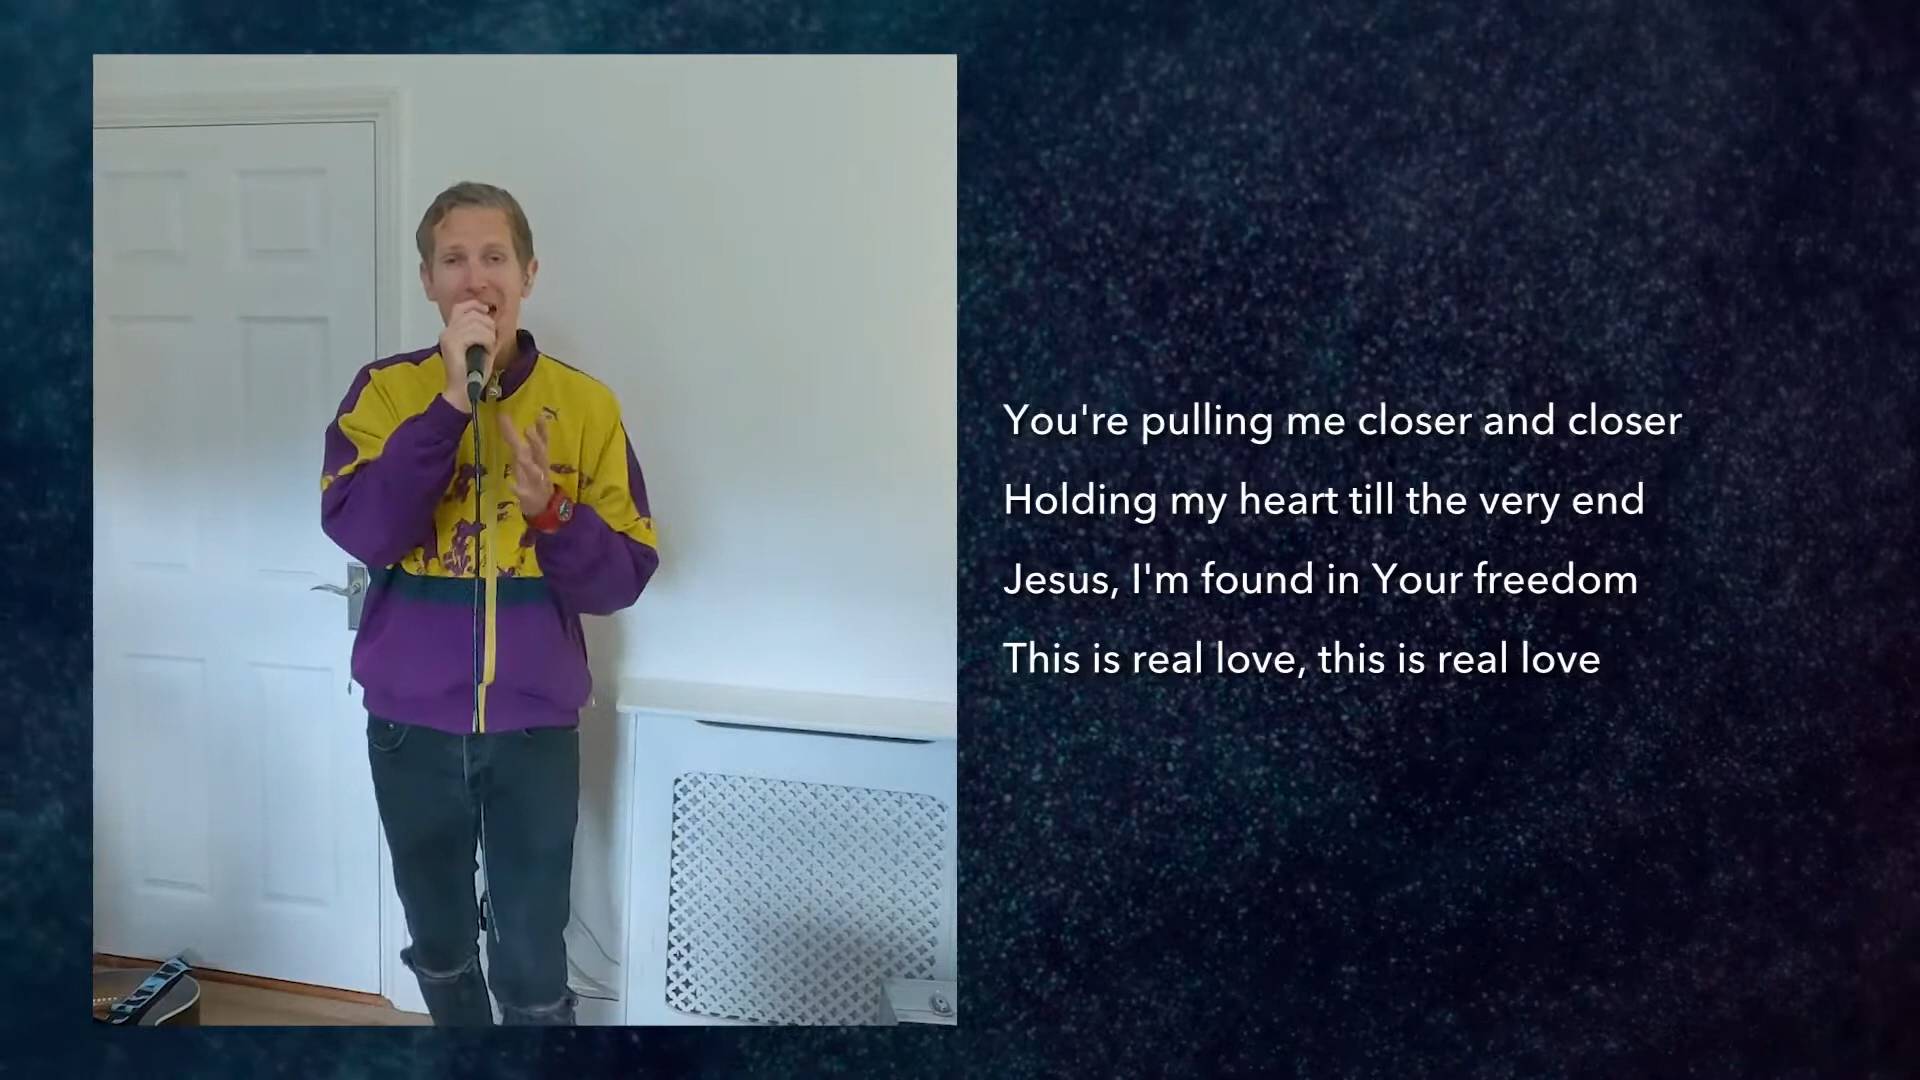 You're pulling me closer and closer
Holding my heart till the very end
Jesus, I'm found in Your freedom
This is real love, this is real love